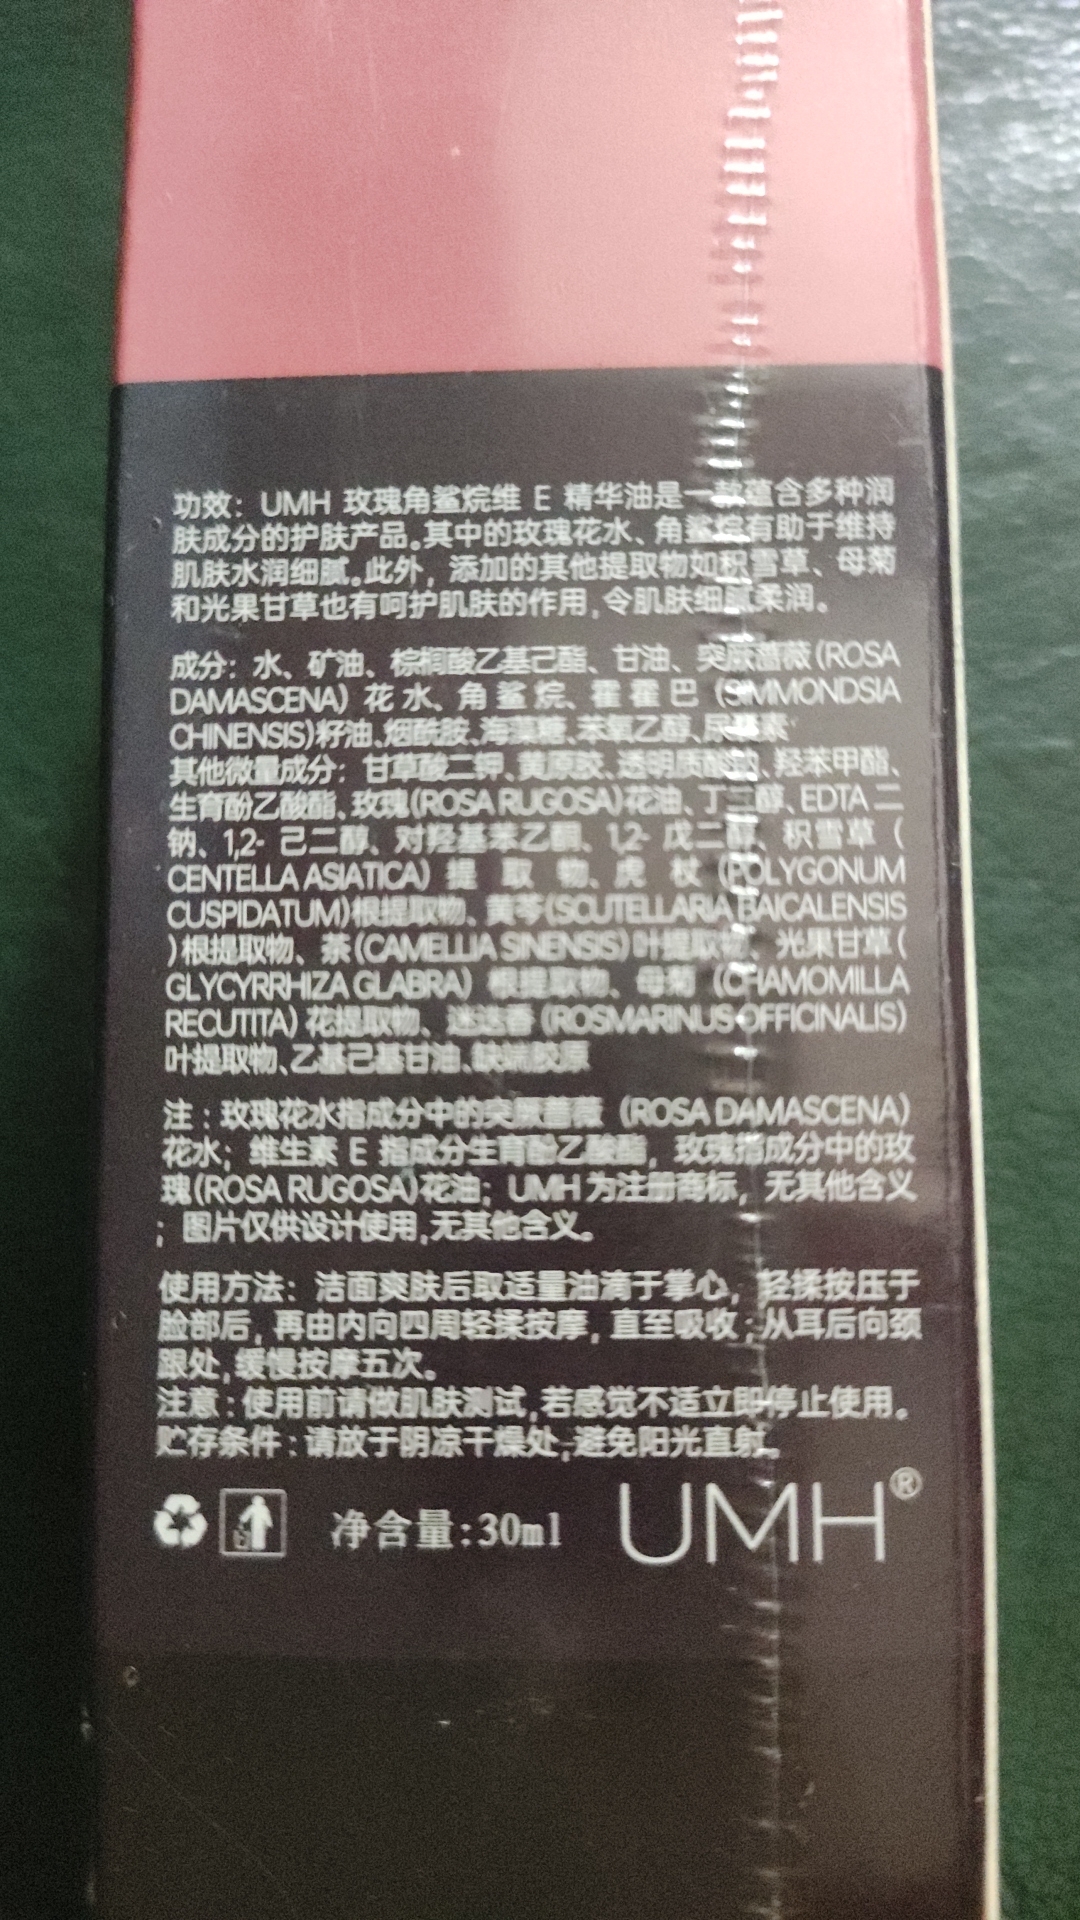 功效：UMH 玫瑰角鲨烷维 E 精华油是一款蕴含多种润
肤成分的护肤产品。其中的玫瑰花水、角鲨烷有助于维持
肌肤水润细腻。此外，添加的其他提取物如积雪草、母菊
和光果甘草也有呵护肌肤的作用,令肌肤细腻柔润。
成分：水、矿油、棕榈酸乙基己酯、甘油、突厥蔷薇(ROSA
DAMASCENA) 花水、角鲨烷、霍霍巴 (SIMMONDSIA
CHINENSIS)籽油、烟酰胺、海藻糖、苯氧乙醇、尿囊素
其他微量成分：甘草酸二钾、黄原胶、透明质酸钠、羟苯甲酯、
生育酚乙酸酯、玫瑰(ROSA RUGOSA)花油、丁二醇、EDTA 二
钠、1,2- 己二醇、对羟基苯乙酮、1,2- 戊二醇、积雪草 (
CENTELLA ASIATICA) 提取物、虎杖 (POLYGONUM
CUSPIDATUM)根提取物、黄芩(SCUTELLARIA BAICALENSIS
)根提取物、茶(CAMELLIA SINENSIS)叶提取物、光果甘草(
GLYCYRRHIZA GLABRA) 根提取物、母菊 (CHAMOMILLA
RECUTITA) 花提取物、迷迭香 (ROSMARINUS OFFICINALIS)
叶提取物、乙基己基甘油、缺端胶原
注：玫瑰花水指成分中的突厥蔷薇 (ROSA DAMASCENA)
花水；维生素 E 指成分生育酚乙酸酯，玫瑰指成分中的玫
瑰(ROSA RUGOSA)花油；UMH 为注册商标，无其他含义
；图片仅供设计使用,无其他含义。
使用方法：洁面爽肤后取适量油滴于掌心，轻揉按压于
脸部后,再由内向四周轻揉按摩,直至吸收;从耳后向颈
跟处,缓慢按摩五次。
注意：使用前请做肌肤测试,若感觉不适立即停止使用。
贮存条件：请放于阴凉干燥处,避免阳光直射。
净含量:30ml
UMH®